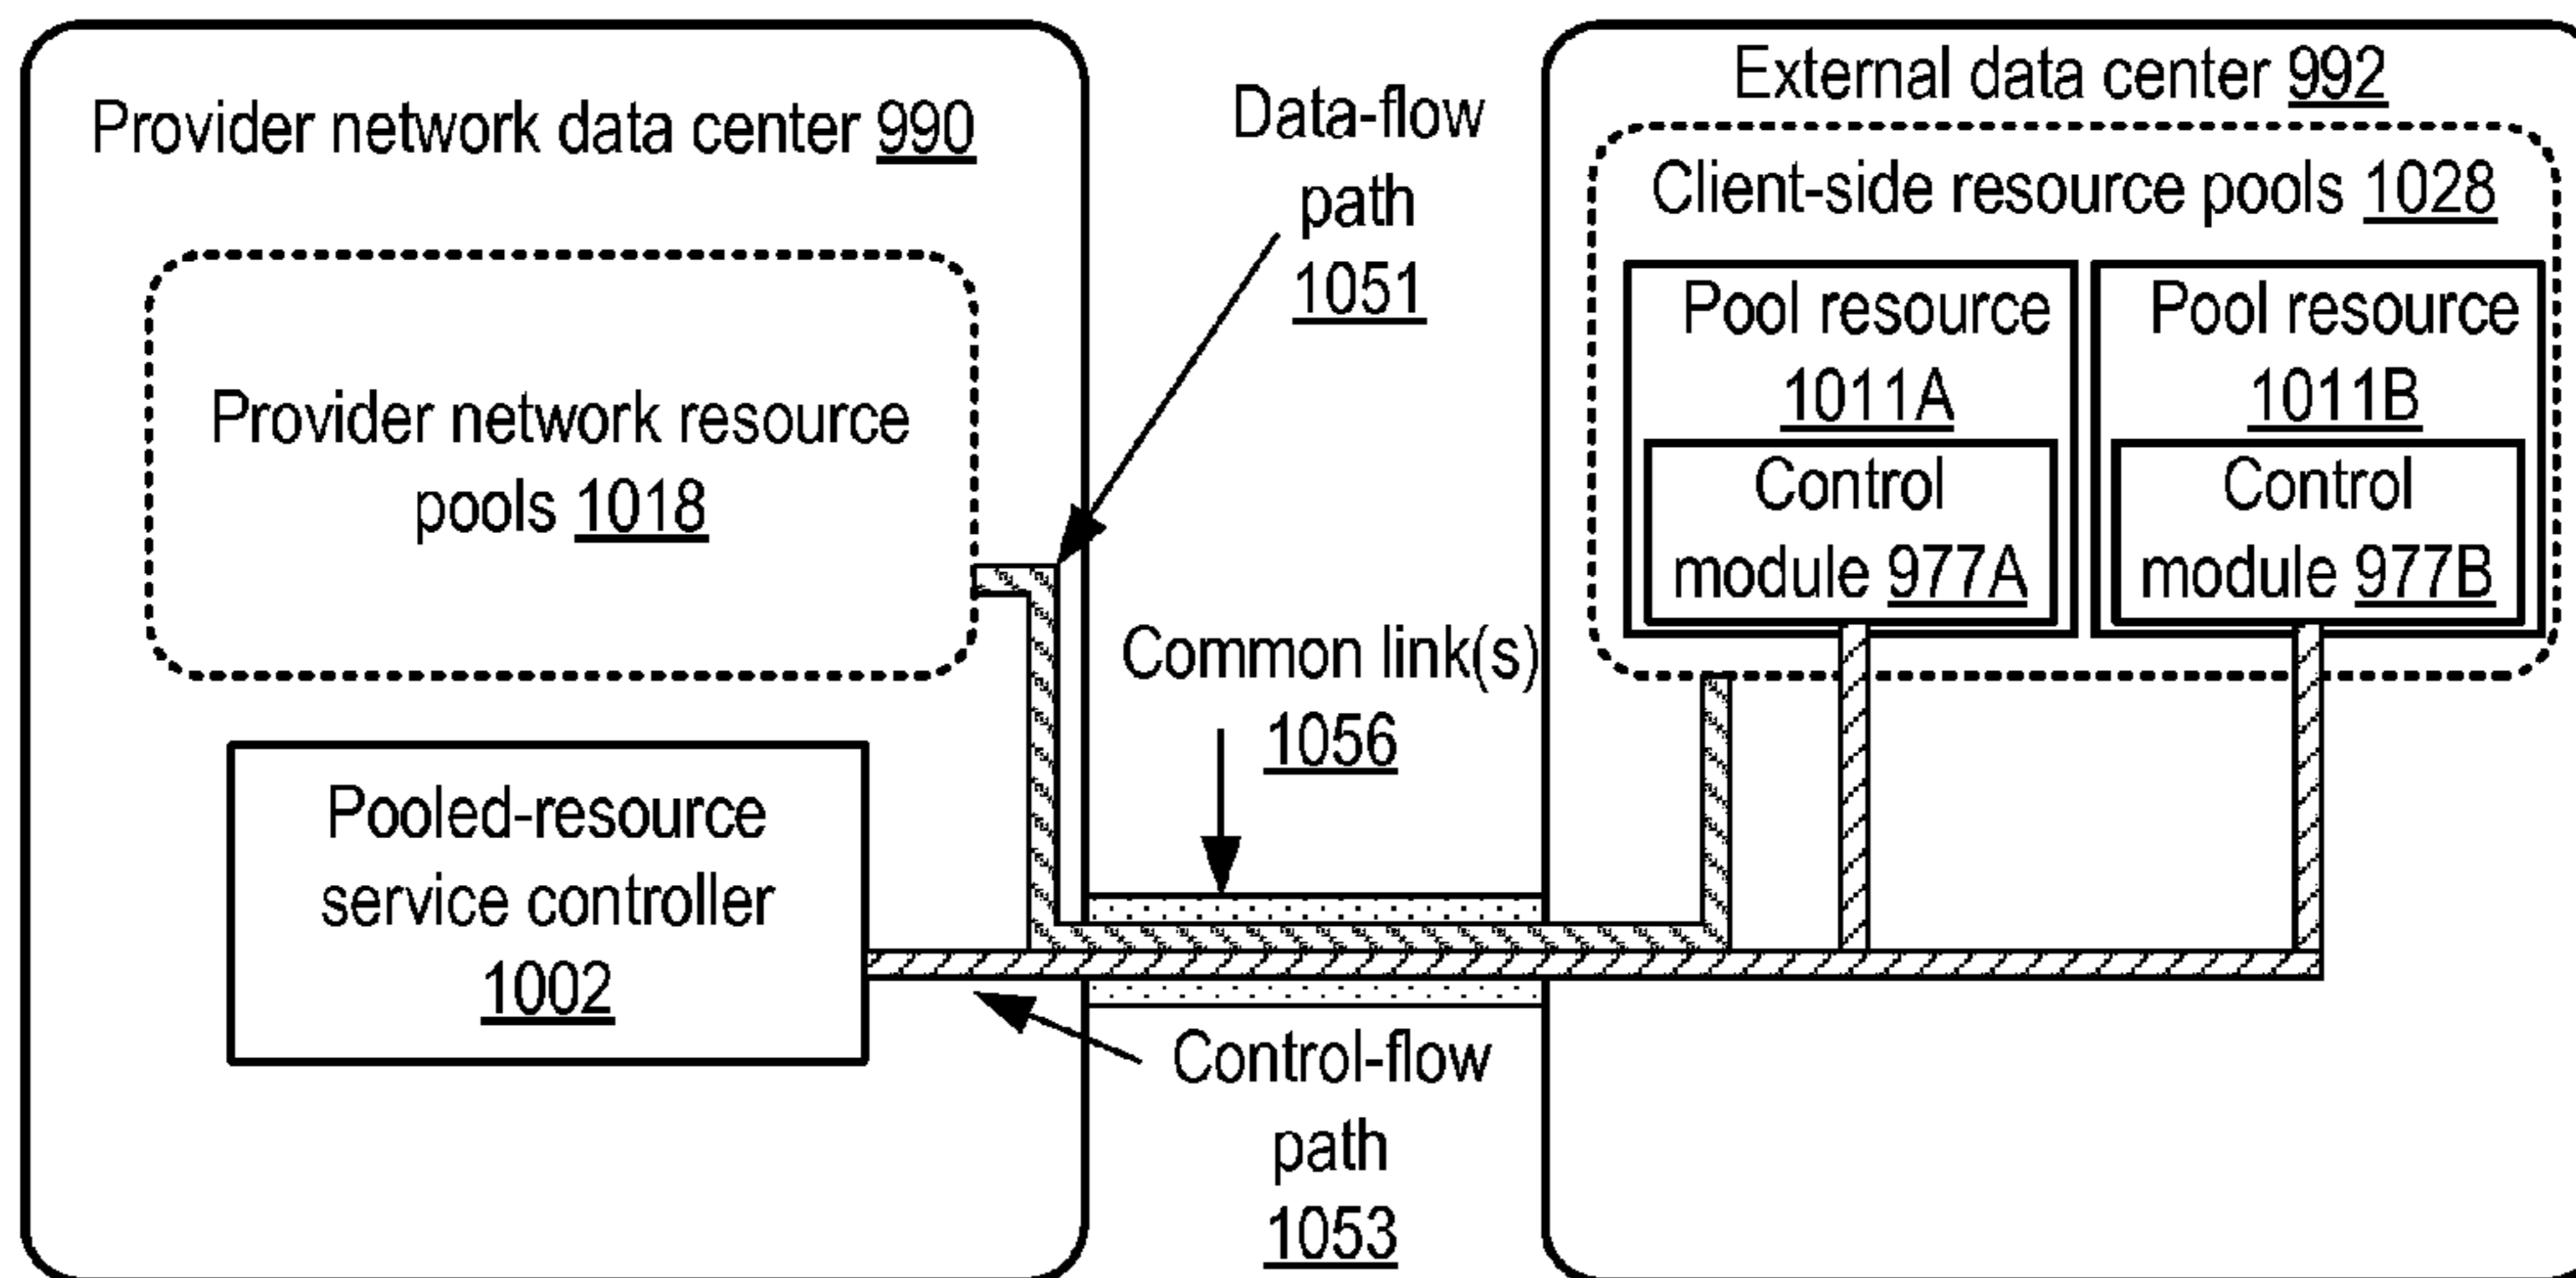 Provider network data center 990
Provider network resource
pools 1018
Pooled-resource
service controller
1002
Data-flow
path
1051
Common link(s)
1056
Control-flow
path
1053
External data center 992
Client-side resource pools 1028
Pool resource
1011A
Control
module 977A
Pool resource
1011B
Control
module 977B